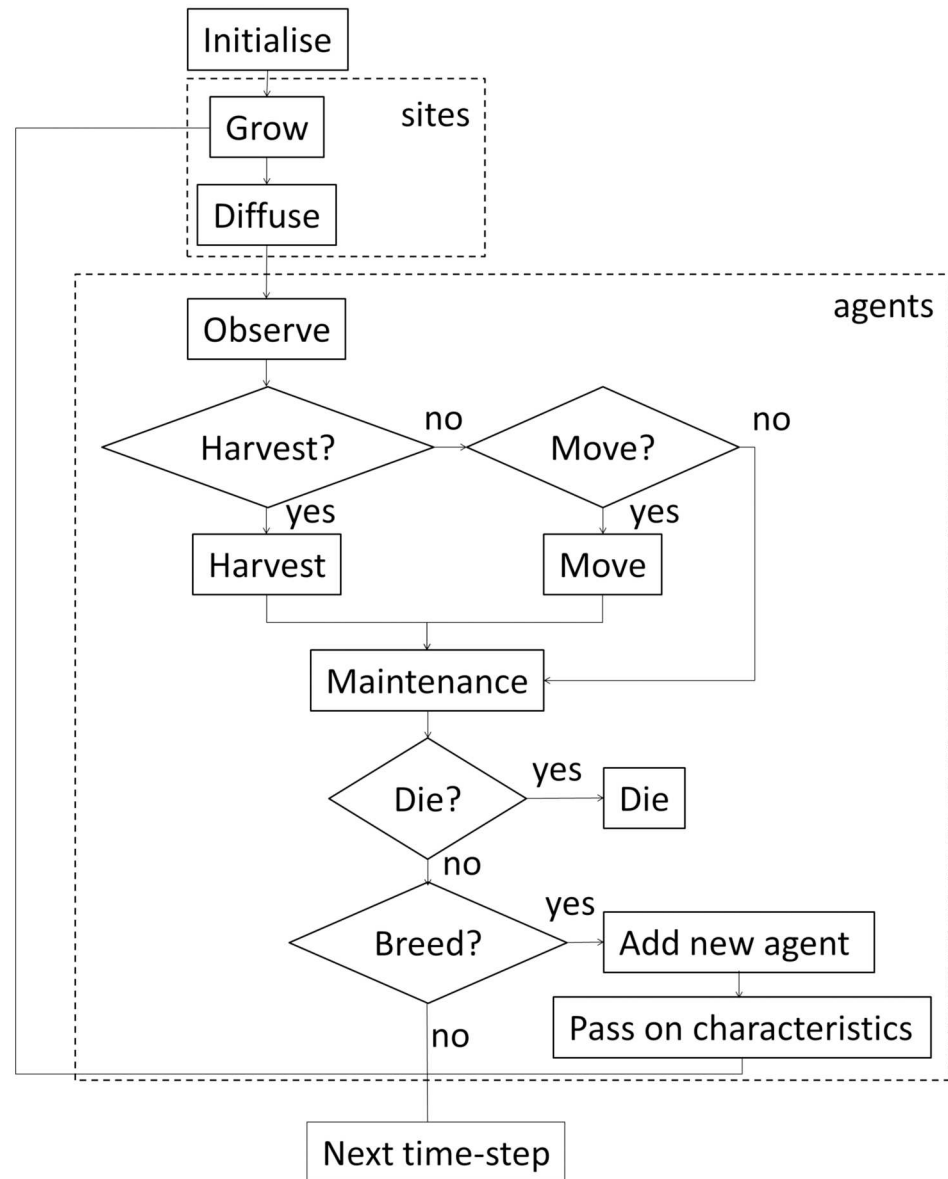 Initialise
sites
Grow
Diffuse
agents
Observe
no
no
Harvest?
Move?
yes
yes
Harvest
Move
Maintenance
yes
Die?
Die
no
yes
Breed?
Add new agent
Pass on characteristics
no
Next time-step